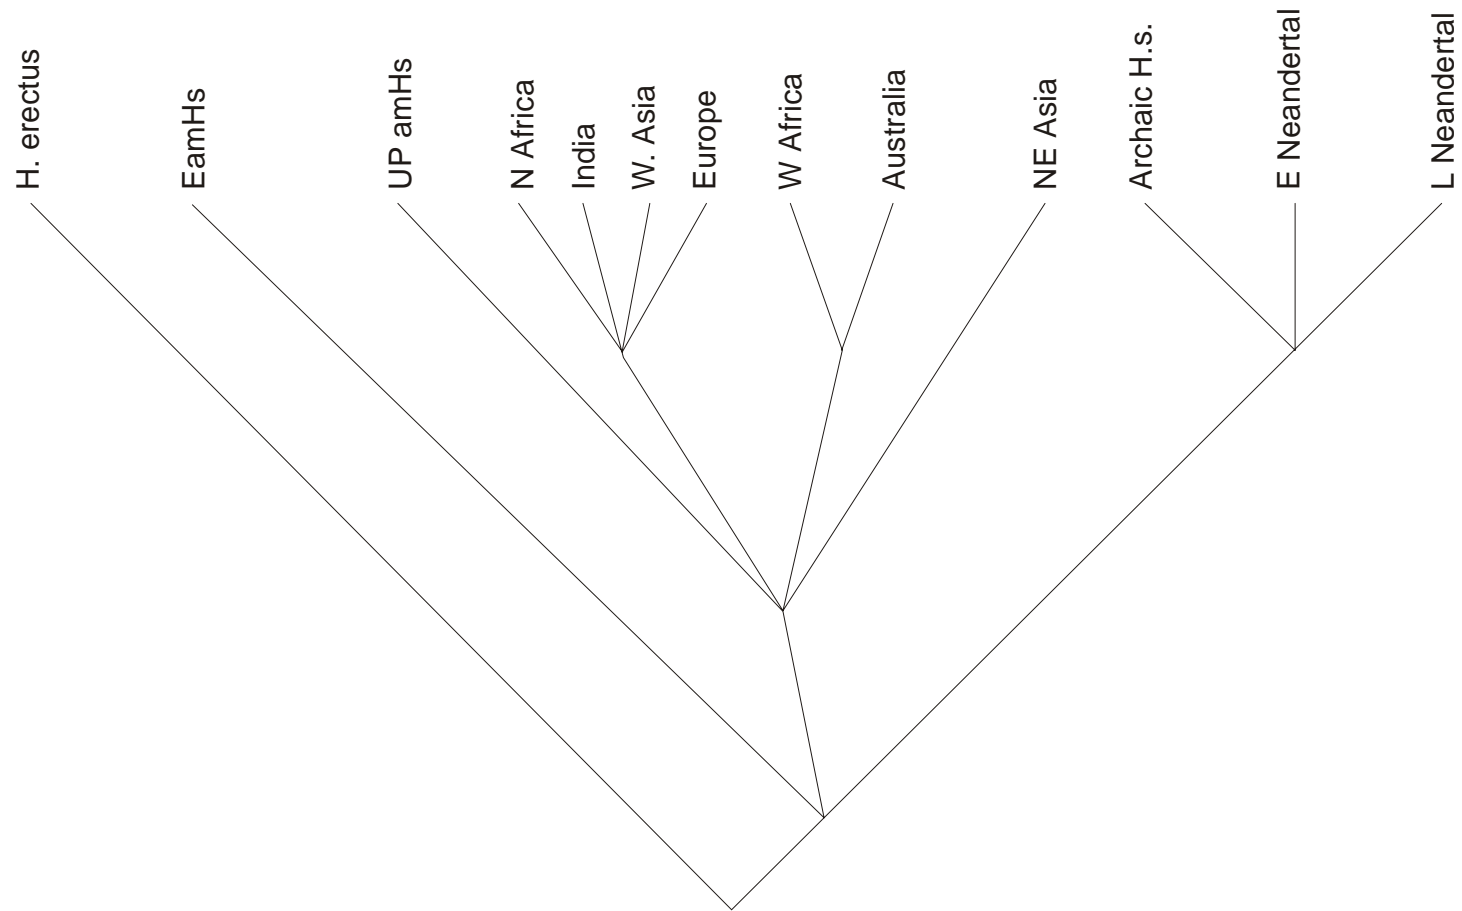 H. erectus
EamHs
UP amHs
N Africa
India
W. Asia
Europe
W Africa
Australia
NE Asia
Archaic H.s.
E Neandertal
L Neandertal